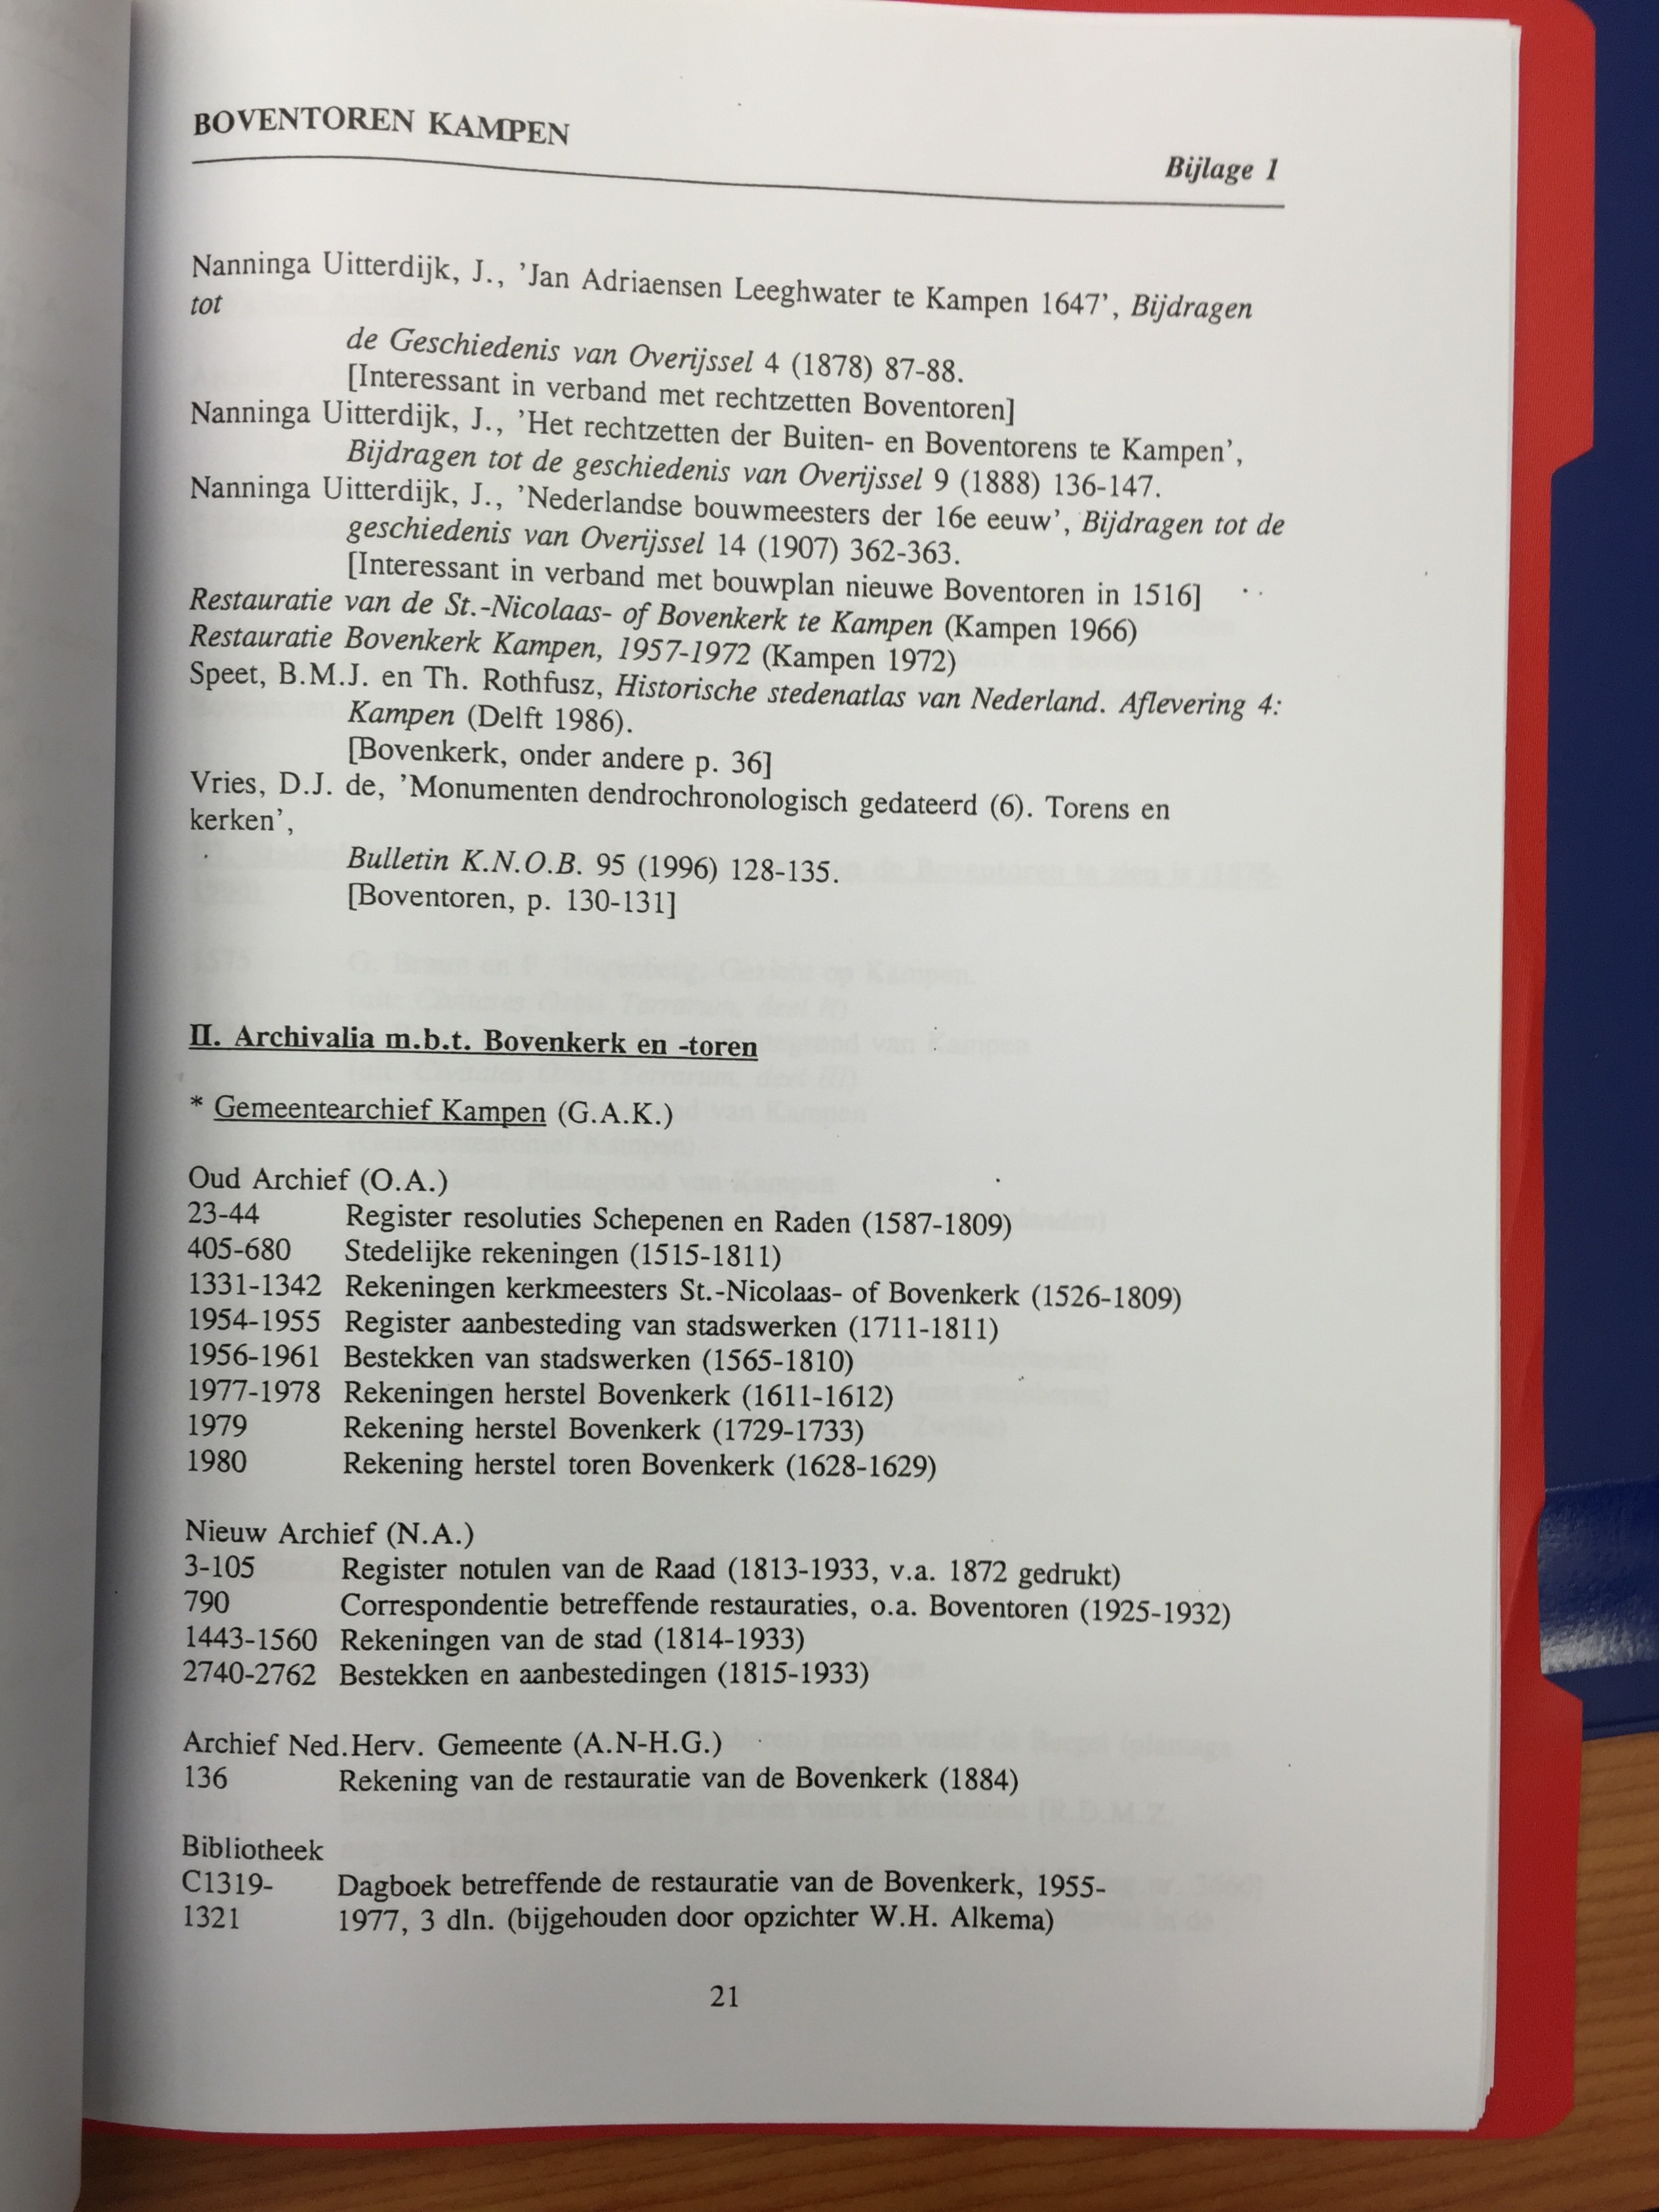 BOVENTOREN KAMPEN
Bijlage 1
Nanninga Uitterdijk, J., 'Jan Adriaensen Leeghwater te Kampen 1647', Bijdragen
tot
de Geschiedenis van Overijssel 4 (1878) 87-88.
[Interessant in verband met rechtzetten Boventoren]
Nanninga Uitterdijk, J., 'Het rechtzetten der Buiten- en Boventorens te Kampen',
Bijdragen tot de geschiedenis van Overijssel 9 (1888) 136-147.
Nanninga Uitterdijk, J., 'Nederlandse bouwmeesters der 16e eeuw', Bijdragen tot de
geschiedenis van Overijssel 14 (1907) 362-363.
[Interessant in verband met bouwplan nieuwe Boventoren in 1516]
Restauratie van de St.-Nicolaas- of Bovenkerk te Kampen (Kampen 1966)
Restauratie Bovenkerk Kampen, 1957-1972 (Kampen 1972)
Speet, B.M.J. en Th. Rothfusz, Historische stedenatlas van Nederland. Aflevering 4:
Kampen (Delft 1986).
[Bovenkerk, onder andere p. 36]
Vries, D.J. de, 'Monumenten dendrochronologisch gedateerd (6). Torens en
kerken',
Bulletin K.N.O.B. 95 (1996) 128-135.
[Boventoren, p. 130-131]
II. Archivalia m.b.t. Bovenkerk en -toren
* Gemeentearchief Kampen (G.A.K.)
Oud Archief (O.A.)
23-44 Register resoluties Schepenen en Raden (1587-1809)
405-680 Stedelijke rekeningen (1515-1811)
1331-1342 Rekeningen kerkmeesters St.-Nicolaas- of Bovenkerk (1526-1809)
1954-1955 Register aanbesteding van stadswerken (1711-1811)
1956-1961 Bestekken van stadswerken (1565-1810)
1977-1978 Rekeningen herstel Bovenkerk (1611-1612)
1979 Rekening herstel Bovenkerk (1729-1733)
1980 Rekening herstel toren Bovenkerk (1628-1629)
Nieuw Archief (N.A.)
3-105 Register notulen van de Raad (1813-1933, v.a. 1872 gedrukt)
790 Correspondentie betreffende restauraties, o.a. Boventoren (1925-1932)
1443-1560 Rekeningen van de stad (1814-1933)
2740-2762 Bestekken en aanbestedingen (1815-1933)
Archief Ned.Herv. Gemeente (A.N-H.G.)
136 Rekening van de restauratie van de Bovenkerk (1884)
Bibliotheek
C1319- Dagboek betreffende de restauratie van de Bovenkerk, 1955-
1321 1977, 3 dln. (bijgehouden door opzichter W.H. Alkema)
21